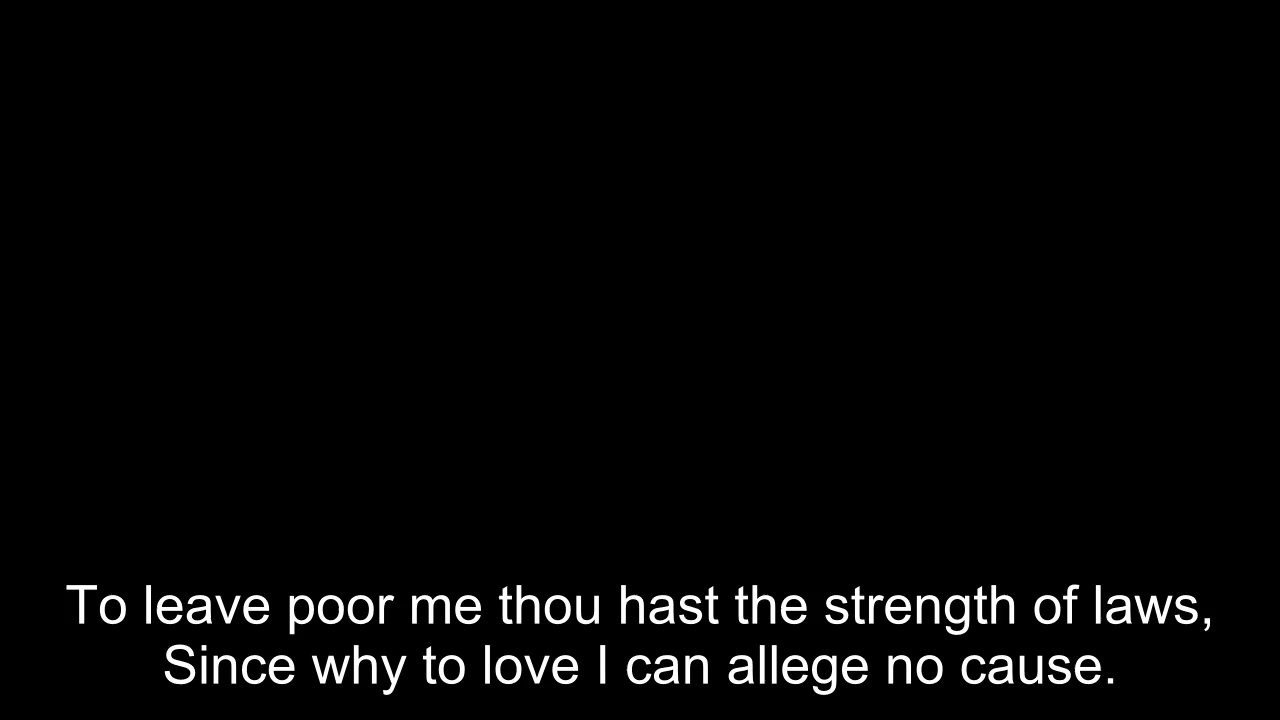 To leave poor me thou hast the strength of laws,
Since why to love I can allege no cause.